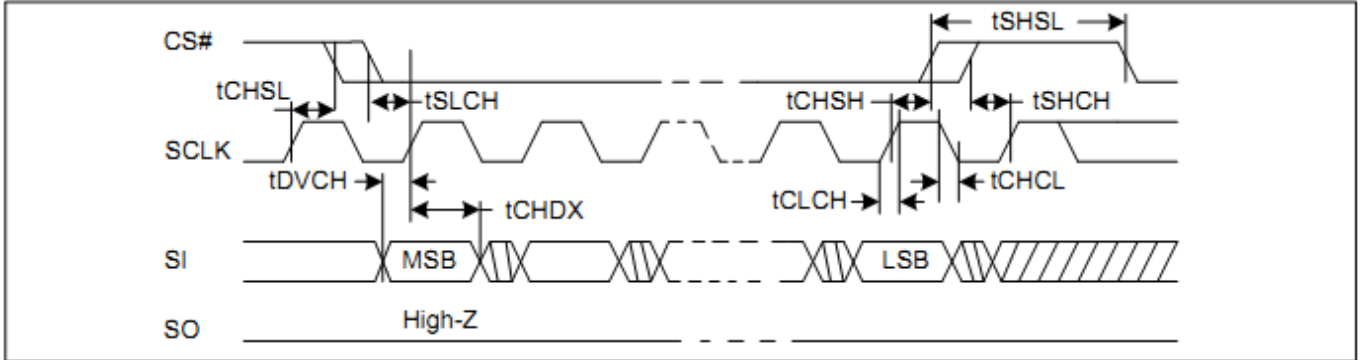 tSHSL
CS#
tCHSL
tSLCH
tCHSH
tSHCH
SCLK
tDVCH
tCHDX
tCLCH
tCHCL
SI
MSB
LSB
High-Z
SO